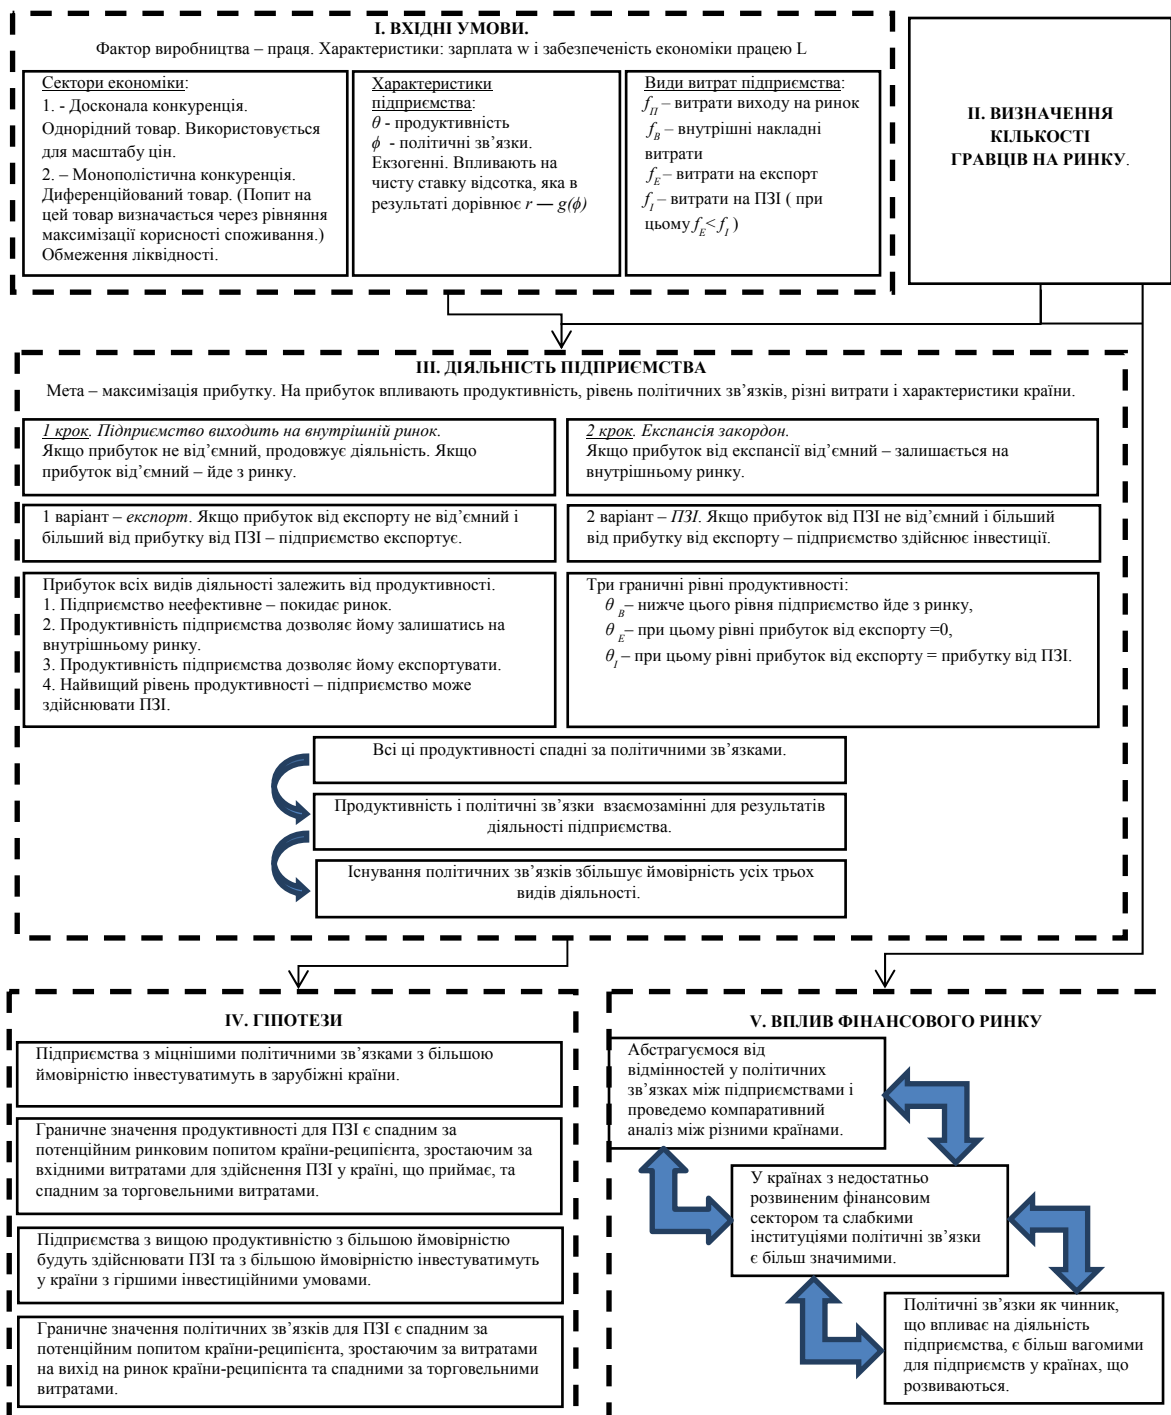 І. ВХІДНІ УМОВИ.
Фактор виробництва – праця. Характеристики: зарплата w і забезпеченість економіки працею L
Сектори економіки:
1. - Досконала конкуренція.
Однорідний товар. Використовується
для масштабу цін.
2. – Монополістична конкуренція.
Диференційований товар. (Попит на
цей товар визначається через рівняння
максимізації корисності споживання.)
Обмеження ліквідності.
Характеристики
підприємства:
θ - продуктивність
ϕ - політичні зв’язки.
Екзогенні. Впливають на
чисту ставку відсотка, яка в
результаті дорівнює r — g(ϕ)
Види витрат підприємства:
f_П – витрати виходу на ринок
f_В – внутрішні накладні
витрати
f_E – витрати на експорт
f_I – витрати на ПЗІ ( при
цьому f_E< f_I )
ІІ. ВИЗНАЧЕННЯ
КІЛЬКОСТІ
ГРАВЦІВ НА РИНКУ.
ІІІ. ДІЯЛЬНІСТЬ ПІДПРИЄМСТВА
Мета – максимізація прибутку. На прибуток впливають продуктивність, рівень політичних зв’язків, різні витрати і характеристики країни.
1 крок. Підприємство виходить на внутрішній ринок.
Якщо прибуток не від’ємний, продовжує діяльність. Якщо
прибуток від’ємний – йде з ринку.
2 крок. Експансія закордон.
Якщо прибуток від експансії від’ємний – залишається на
внутрішньому ринку.
1 варіант – експорт. Якщо прибуток від експорту не від’ємний і
більший від прибутку від ПЗІ – підприємство експортує.
2 варіант – ПЗІ. Якщо прибуток від ПЗІ не від’ємний і більший
від прибутку від експорту – підприємство здійснює інвестиції.
Прибуток всіх видів діяльності залежить від продуктивності.
1. Підприємство неефективне – покидає ринок.
2. Продуктивність підприємства дозволяє йому залишатись на
внутрішньому ринку.
3. Продуктивність підприємства дозволяє йому експортувати.
4. Найвищий рівень продуктивності – підприємство може
здійснювати ПЗІ.
Три граничні рівні продуктивності:
θ_B – нижче цього рівня підприємство йде з ринку,
θ_E – при цьому рівні прибуток від експорту =0,
θ_I – при цьому рівні прибуток від експорту = прибутку від ПЗІ.
Всі ці продуктивності спадні за політичними зв’язками.
Продуктивність і політичні зв’язки взаємозамінні для результатів
діяльності підприємства.
Існування політичних зв’язків збільшує ймовірність усіх трьох
видів діяльності.
IV. ГІПОТЕЗИ
Підприємства з міцнішими політичними зв’язками з більшою
ймовірністю інвестуватимуть в зарубіжні країни.
Граничне значення продуктивності для ПЗІ є спадним за
потенційним ринковим попитом країни-реципієнта, зростаючим за
вхідними витратами для здійснення ПЗІ у країні, що приймає, та
спадним за торговельними витратами.
Підприємства з вищою продуктивністю з більшою ймовірністю
будуть здійснювати ПЗІ та з більшою ймовірністю інвестуватимуть
у країни з гіршими інвестиційними умовами.
Граничне значення політичних зв’язків для ПЗІ є спадним за
потенційним попитом країни-реципієнта, зростаючим за витратами
на вихід на ринок країни-реципієнта та спадними за торговельними
витратами.
V. ВПЛИВ ФІНАНСОВОГО РИНКУ
Абстрагуємося від
відмінностей у політичних
зв’язках між підприємствами і
проведемо компаративний
аналіз між різними країнами.
У країнах з недостатньо
розвиненим фінансовим
сектором та слабкими
інституціями політичні зв’язки
є більш значимими.
Політичні зв’язки як чинник,
що впливає на діяльність
підприємства, є більш вагомими
для підприємств у країнах, що
розвиваються.